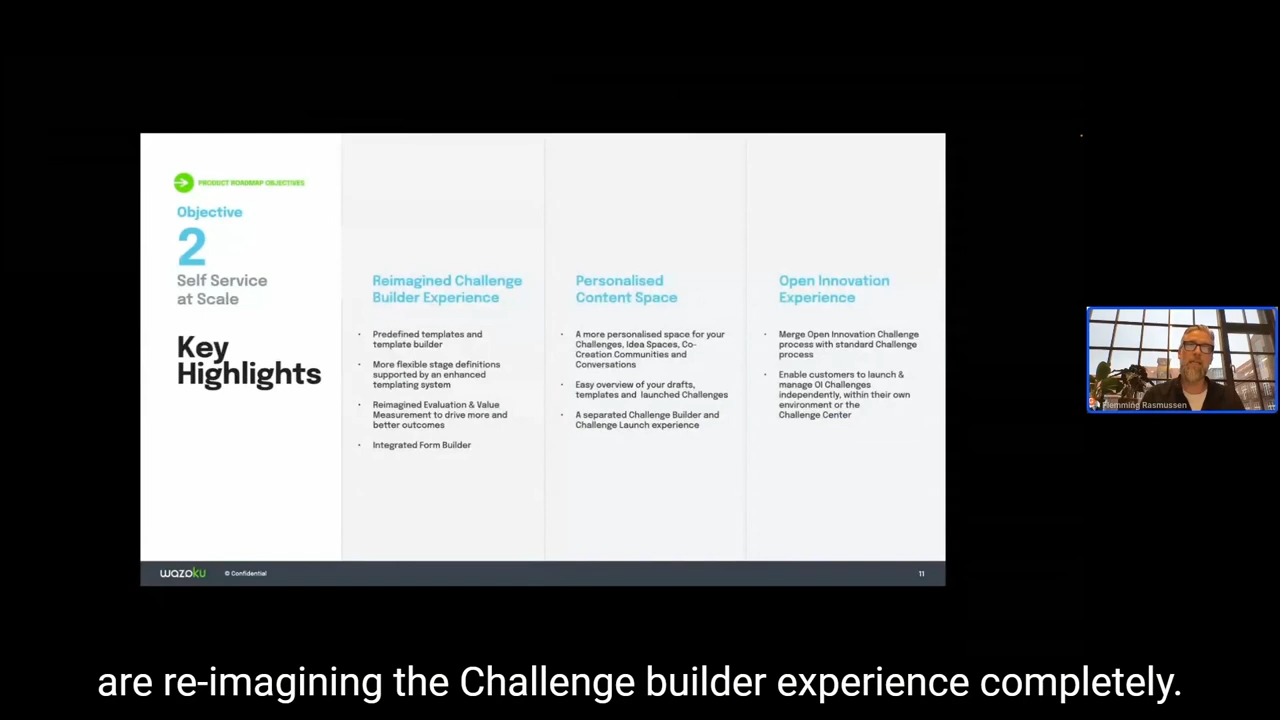 PRODUCT ROADMAP OBJECTIVES
Objective
2
Self Service
at Scale
Key
Highlights
Reimagined Challenge
Builder Experience
• Predefined templates and
template builder
• More flexible stage definitions
supported by an enhanced
templating system
• Reimagined Evaluation & Value
Measurement to drive more and
better outcomes
• Integrated Form Builder
Personalised
Content Space
• A more personalised space for your
Challenges, Idea Spaces, Co-
Creation Communities and
Conversations
• Easy overview of your drafts,
templates and launched Challenges
• A separated Challenge Builder and
Challenge Launch experience
Open Innovation
Experience
• Merge Open Innovation Challenge
process with standard Challenge
process
• Enable customers to launch &
manage OI Challenges
independently, within their own
environment or the
Challenge Center
wazoku
© Confidential
11
Flemming Rasmussen
are re-imagining the Challenge builder experience completely.